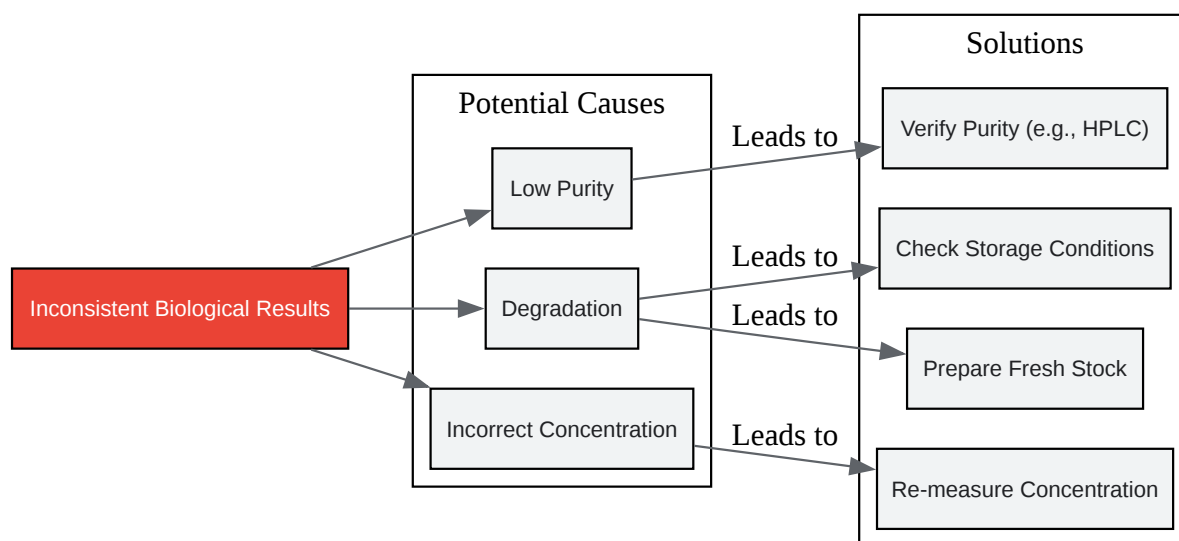 Solutions
Potential Causes
Verify Purity (e.g., HPLC)
Leads to
Low Purity
Leads to
Check Storage Conditions
Inconsistent Biological Results
Degradation
Leads to
Prepare Fresh Stock
Incorrect Concentration
Leads to
Re-measure Concentration